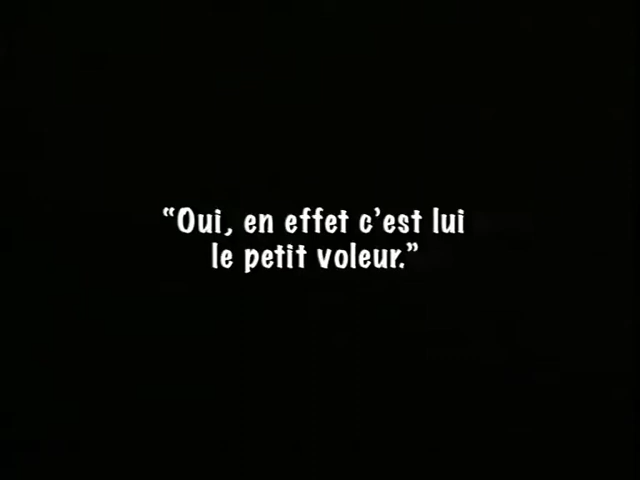 “Oui, en effet c’est lui
le petit voleur.”